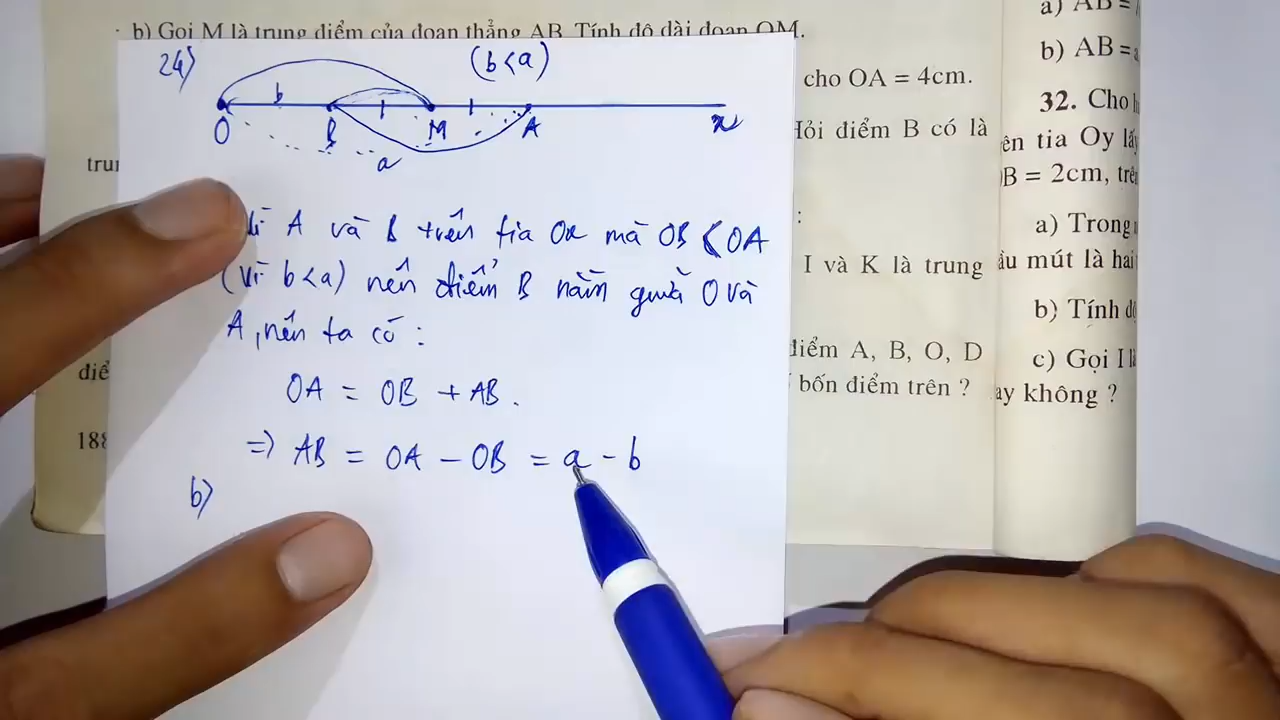 b) Gọi M là trung điểm của đoạn thẳng AB. Tính độ dài đoạn OM.
24)
(b<a)
b
O B M A x
a
A và B trên tia Ox mà OB < OA
(vì b<a) nên điểm B nằm giữa O và
A, nên ta có:
OA = OB + AB.
=> AB = OA - OB = a - b
b)
cho OA = 4cm.
Hỏi điểm B có là
:
I và K là trung
điểm A, B, O, D
bốn điểm trên ?
188
a) AB =
b) AB =
32. Cho
tia Oy lấy
B = 2cm, trên
a) Trong
đầu mút là hai
b) Tính
c) Gọi I
ay không ?